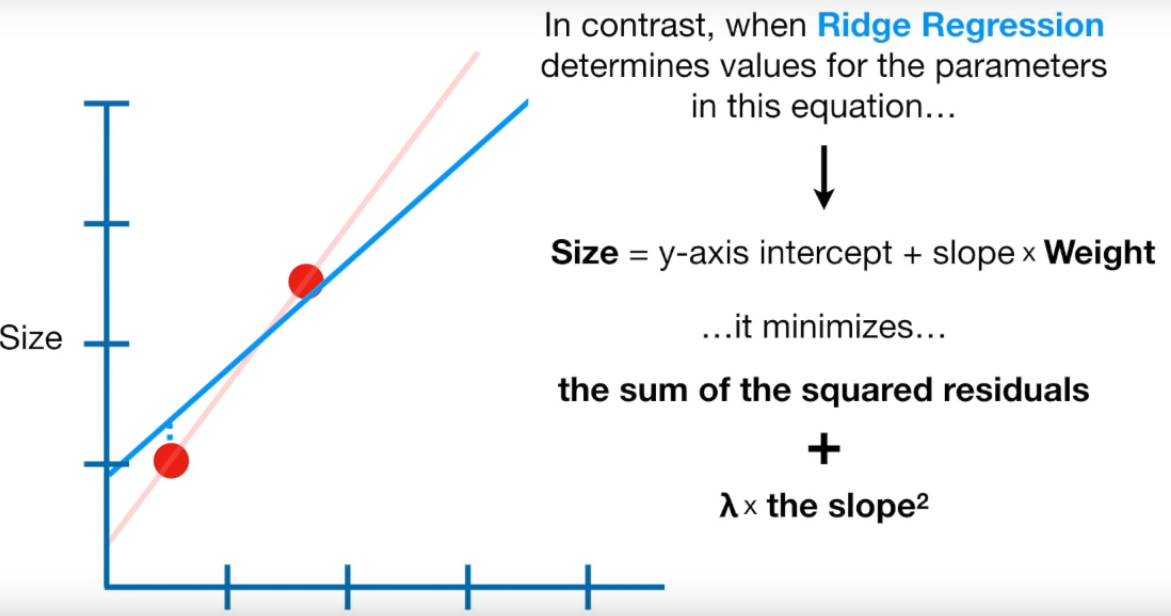 In contrast, when Ridge Regression
determines values for the parameters
in this equation…
Size = y-axis intercept + slope x Weight
…it minimizes…
the sum of the squared residuals
+
λ x the slope²
Size